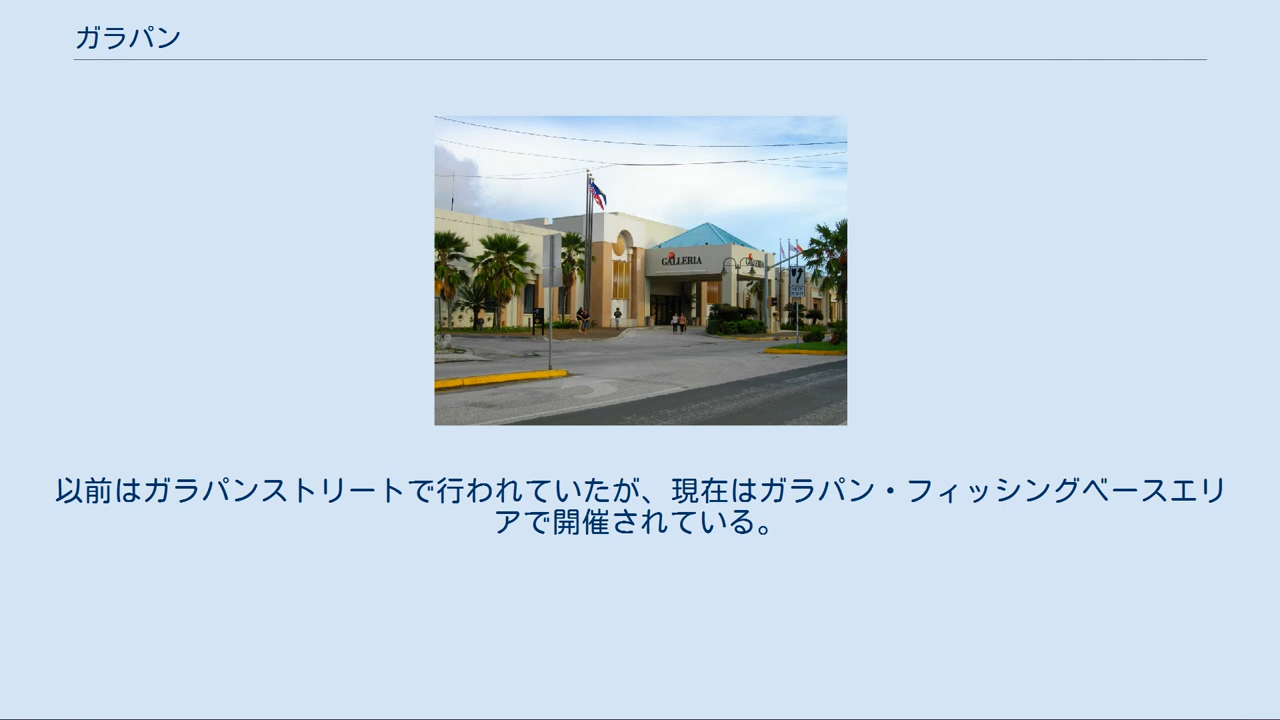 ガラパン
GALLERIA
GALLERIA
以前はガラパンストリートで行われていたが、現在はガラパン・フィッシングベースエリ
アで開催されている。